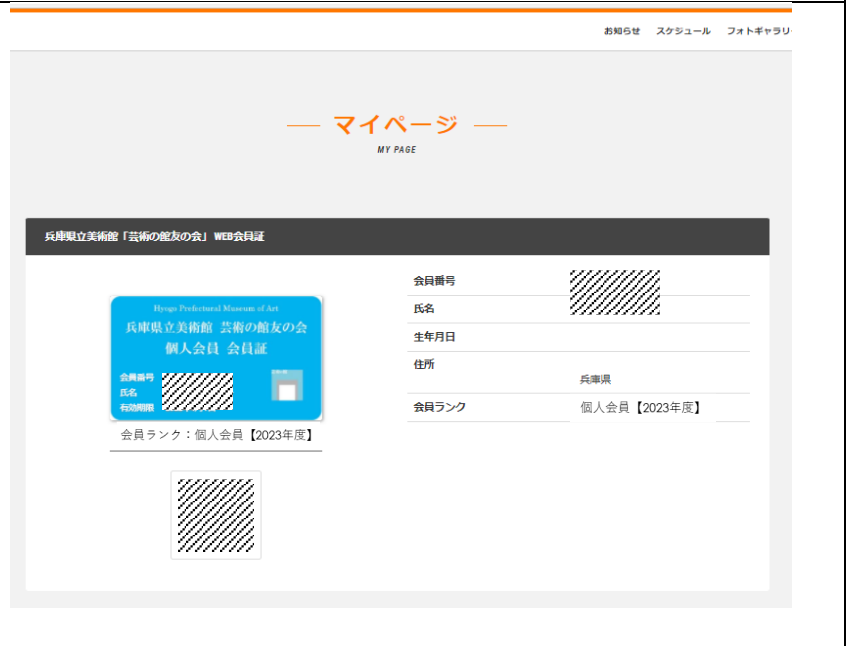 お知らせ スケジュール フォトギャラリ
マイページ
MY PAGE
兵庫県立美術館「芸術の館友の会」 WEB会員証
Hyogo Prefectural Museum of Art
兵庫県立美術館 芸術の館友の会
個人会員 会員証
会員番号
氏名
有効期限
会員ランク：個人会員【2023年度】
会員番号
氏名
生年月日
住所
兵庫県
会員ランク 個人会員【2023年度】